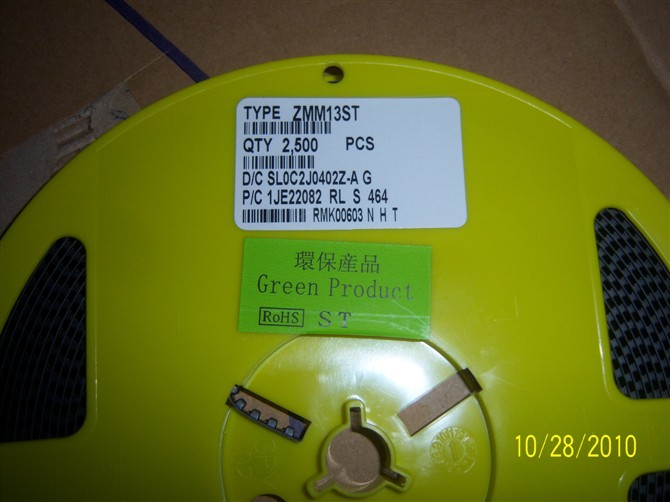 TYPE ZMM13ST
QTY 2,500 PCS
D/C SL0C2J0402Z-A G
P/C 1JE22082 RL S 464
RMK00603 N H T
環保産品
Green Product
RoHS ST
10/28/2010